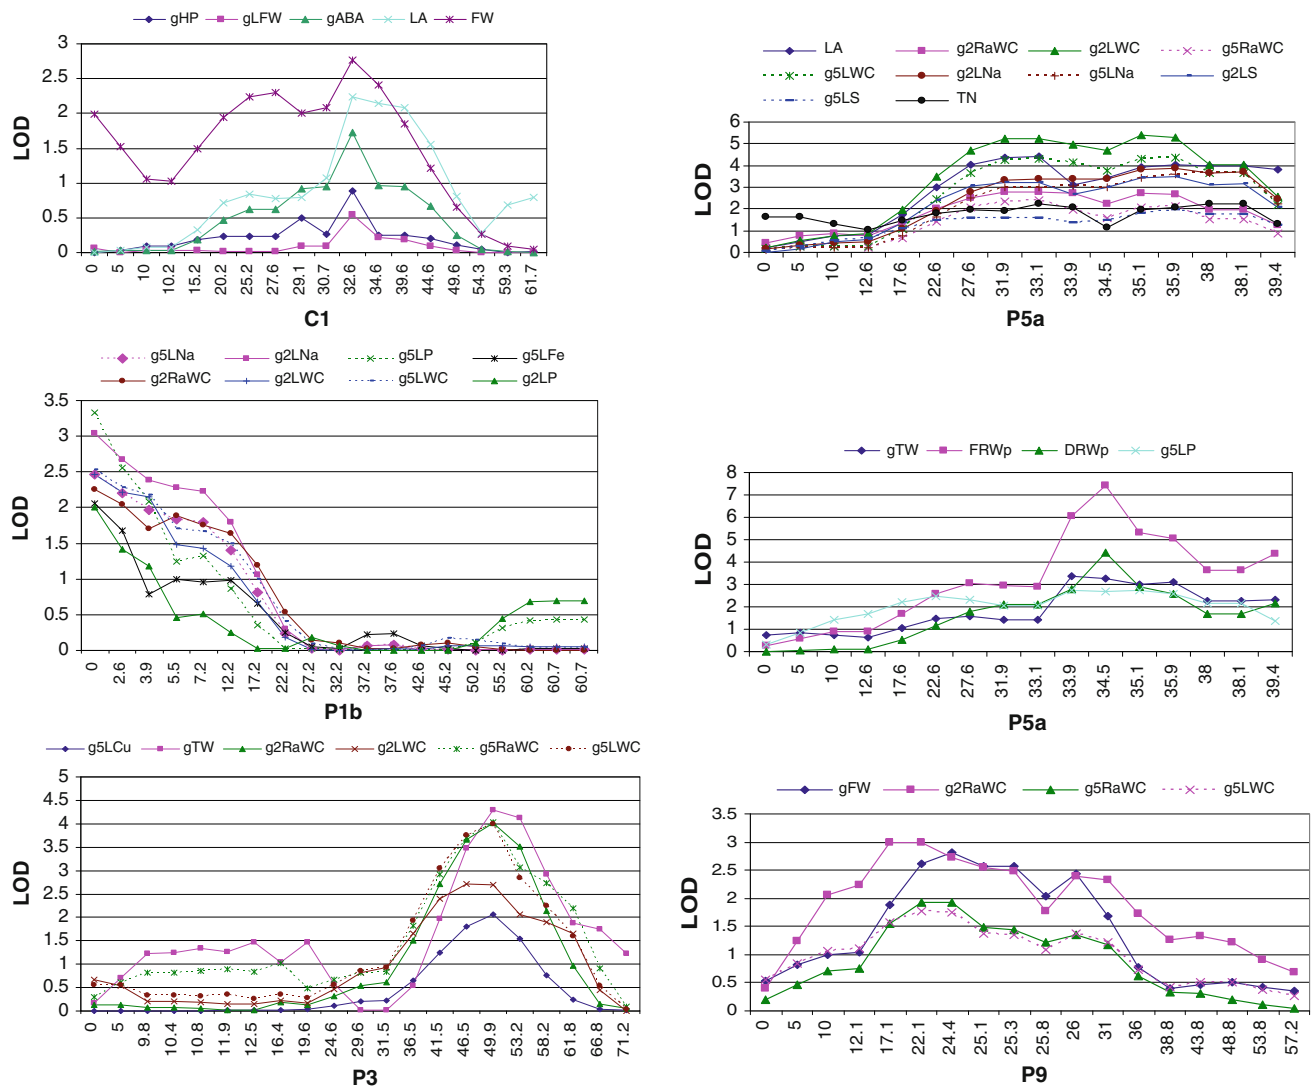 gHP gLFW gABA LA FW
LOD
3
2.5
2
1.5
1
0.5
0
0 5 10 10.2 15.2 20.2 25.2 27.6 29.1 30.7 32.6 34.6 39.6 44.6 49.6 54.3 59.3 61.7
C1
LA g2RaWC g2LWC g5RaWC
g5LWC g2LNa g5LNa g2LS
g5LS TN
LOD
6
5
4
3
2
1
0
0 5 10 12.6 17.6 22.6 27.6 31.9 33.1 33.9 34.5 35.1 35.9 38 38.1 39.4
P5a
g5LNa g2LNa g5LP g5LFe
g2RaWC g2LWC g5LWC g2LP
LOD
3.5
3
2.5
2
1.5
1
0.5
0
0 2.6 3.9 5.5 7.2 12.2 17.2 22.2 27.2 32.2 37.2 42.2 45.2 50.2 55.2 60.2 60.7
P1b
gTW FRWp DRWp g5LP
LOD
8
7
6
5
4
3
2
1
0
0 5 10 12.6 17.6 22.6 27.6 31.9 33.1 33.9 34.5 35.1 35.9 38 38.1 39.4
P5a
g5LCu gTW g2RaWC g2LWC g5RaWC g5LWC
LOD
5
4.5
4
3.5
3
2.5
2
1.5
1
0.5
0
0 5 9.8 10.4 10.8 11.9 12.5 16.4 19.6 24.6 29.6 31.5 36.5 41.5 46.5 49.9 53.2 58.2 61.8 66.8 71.2
P3
gFW g2RaWC g5RaWC g5LWC
LOD
3.5
3
2.5
2
1.5
1
0.5
0
0 5 10 12.1 17.1 22.1 24.4 25.1 25.3 25.8 26 31 36 38.8 43.8 48.8 53.8 57.2
P9